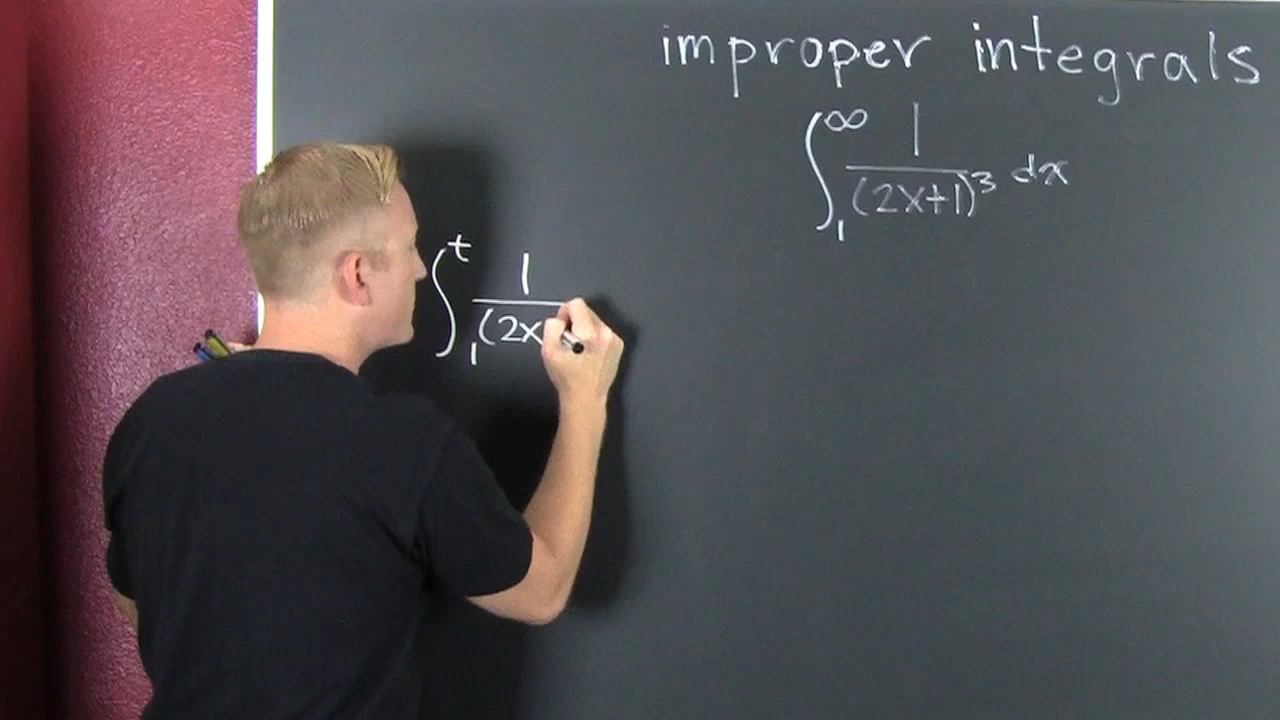 improper integrals
∫₁^∞ 1/(2x+1)³ dx
∫₁^t 1/(2x